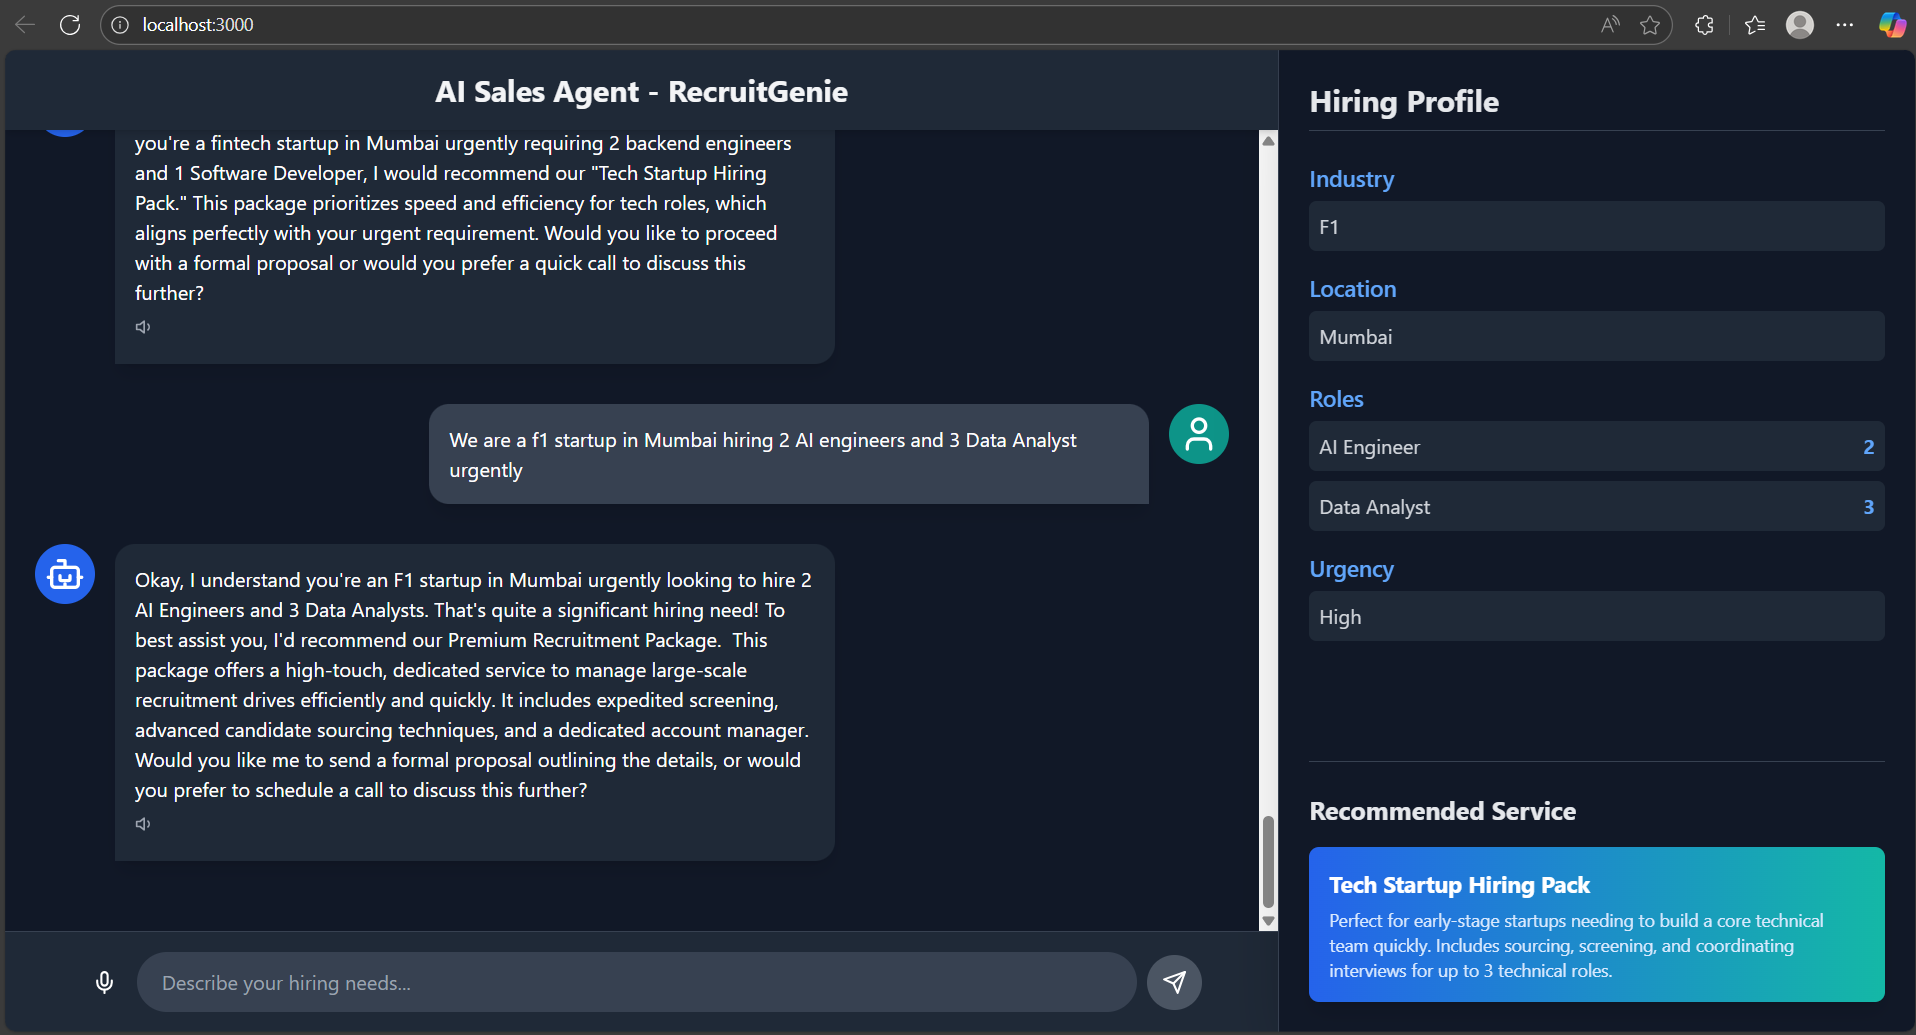 localhost:3000
AI Sales Agent - RecruitGenie
you're a fintech startup in Mumbai urgently requiring 2 backend engineers
and 1 Software Developer, I would recommend our "Tech Startup Hiring
Pack." This package prioritizes speed and efficiency for tech roles, which
aligns perfectly with your urgent requirement. Would you like to proceed
with a formal proposal or would you prefer a quick call to discuss this
further?
We are a f1 startup in Mumbai hiring 2 AI engineers and 3 Data Analyst
urgently
Okay, I understand you're an F1 startup in Mumbai urgently looking to hire 2
AI Engineers and 3 Data Analysts. That's quite a significant hiring need! To
best assist you, I'd recommend our Premium Recruitment Package.  This
package offers a high-touch, dedicated service to manage large-scale
recruitment drives efficiently and quickly. It includes expedited screening,
advanced candidate sourcing techniques, and a dedicated account manager.
Would you like me to send a formal proposal outlining the details, or would
you prefer to schedule a call to discuss this further?
Describe your hiring needs...
Hiring Profile
Industry
F1
Location
Mumbai
Roles
AI Engineer 2
Data Analyst 3
Urgency
High
Recommended Service
Tech Startup Hiring Pack
Perfect for early-stage startups needing to build a core technical
team quickly. Includes sourcing, screening, and coordinating
interviews for up to 3 technical roles.